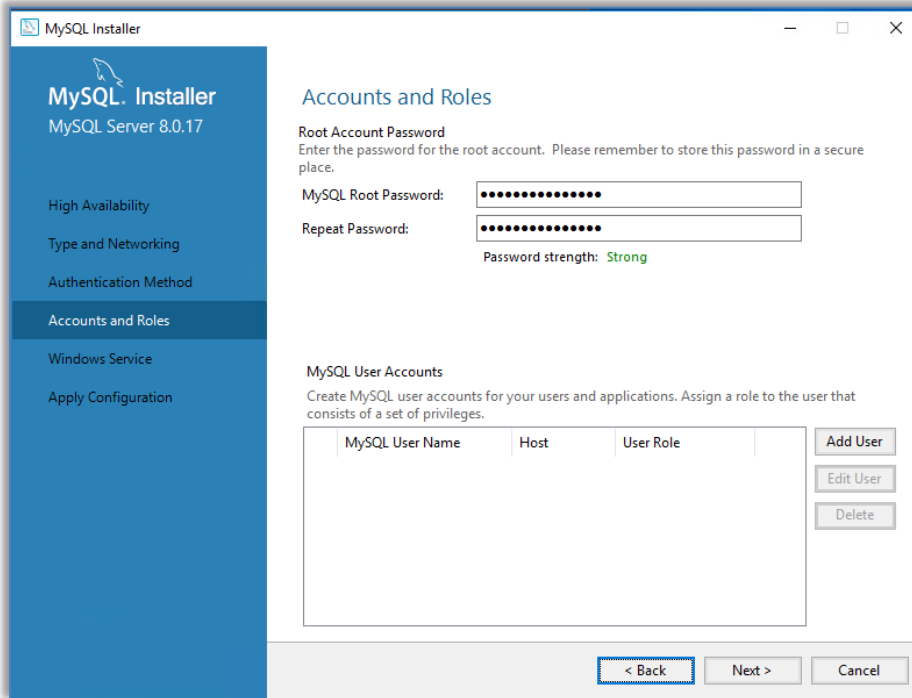 MySQL Installer
MySQL. Installer
MySQL Server 8.0.17
High Availability
Type and Networking
Authentication Method
Accounts and Roles
Windows Service
Apply Configuration
Accounts and Roles
Root Account Password
Enter the password for the root account. Please remember to store this password in a secure
place.
MySQL Root Password: ●●●●●●●●●●●●●●●
Repeat Password: ●●●●●●●●●●●●●●●
Password strength: Strong
MySQL User Accounts
Create MySQL user accounts for your users and applications. Assign a role to the user that
consists of a set of privileges.
MySQL User Name Host User Role
Add User
Edit User
Delete
< Back Next > Cancel